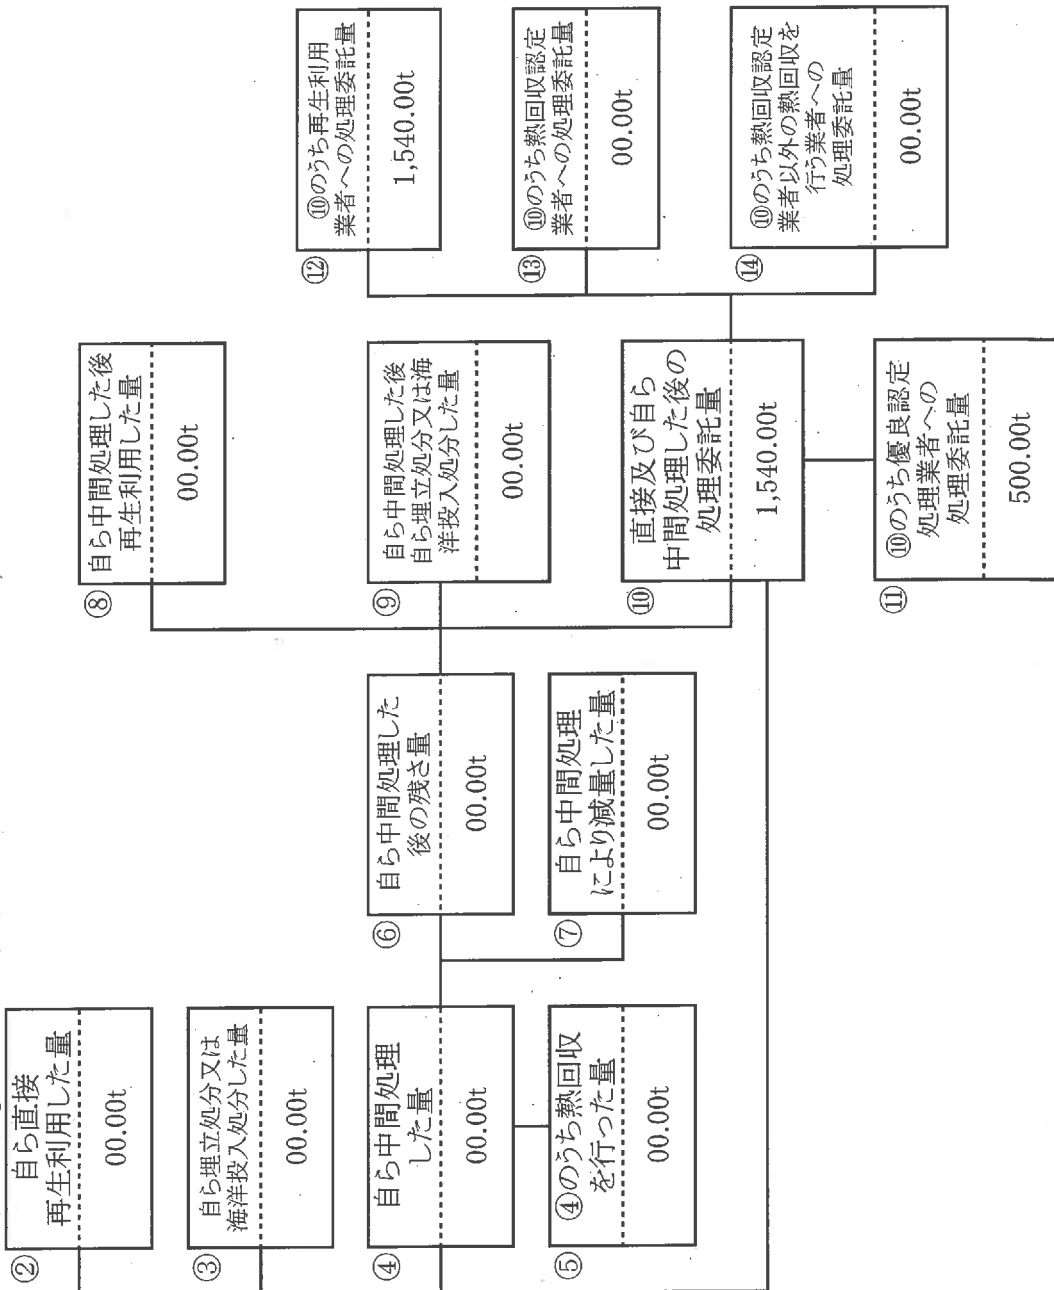 ②
自ら直接
再生利用した量
00.00t
③
自ら埋立処分又は
海洋投入処分した量
00.00t
④
自ら中間処理
した量
00.00t
⑤
④のうち熱回収
を行った量
00.00t
⑥
自ら中間処理した
後の残さ量
00.00t
⑦
自ら中間処理
により減量した量
00.00t
⑧
自ら中間処理した後
再生利用した量
00.00t
⑨
自ら中間処理した後
自ら埋立処分又は海
洋投入処分した量
00.00t
⑩
直接及び自ら
中間処理した後の
処理委託量
1,540.00t
⑪
⑩のうち優良認定
処理業者への
処理委託量
500.00t
⑫
⑩のうち再生利用
業者への処理委託量
1,540.00t
⑬
⑩のうち熱回収認定
業者への処理委託量
00.00t
⑭
⑩のうち熱回収認定
業者以外の熱回収を
行う業者への
処理委託量
00.00t